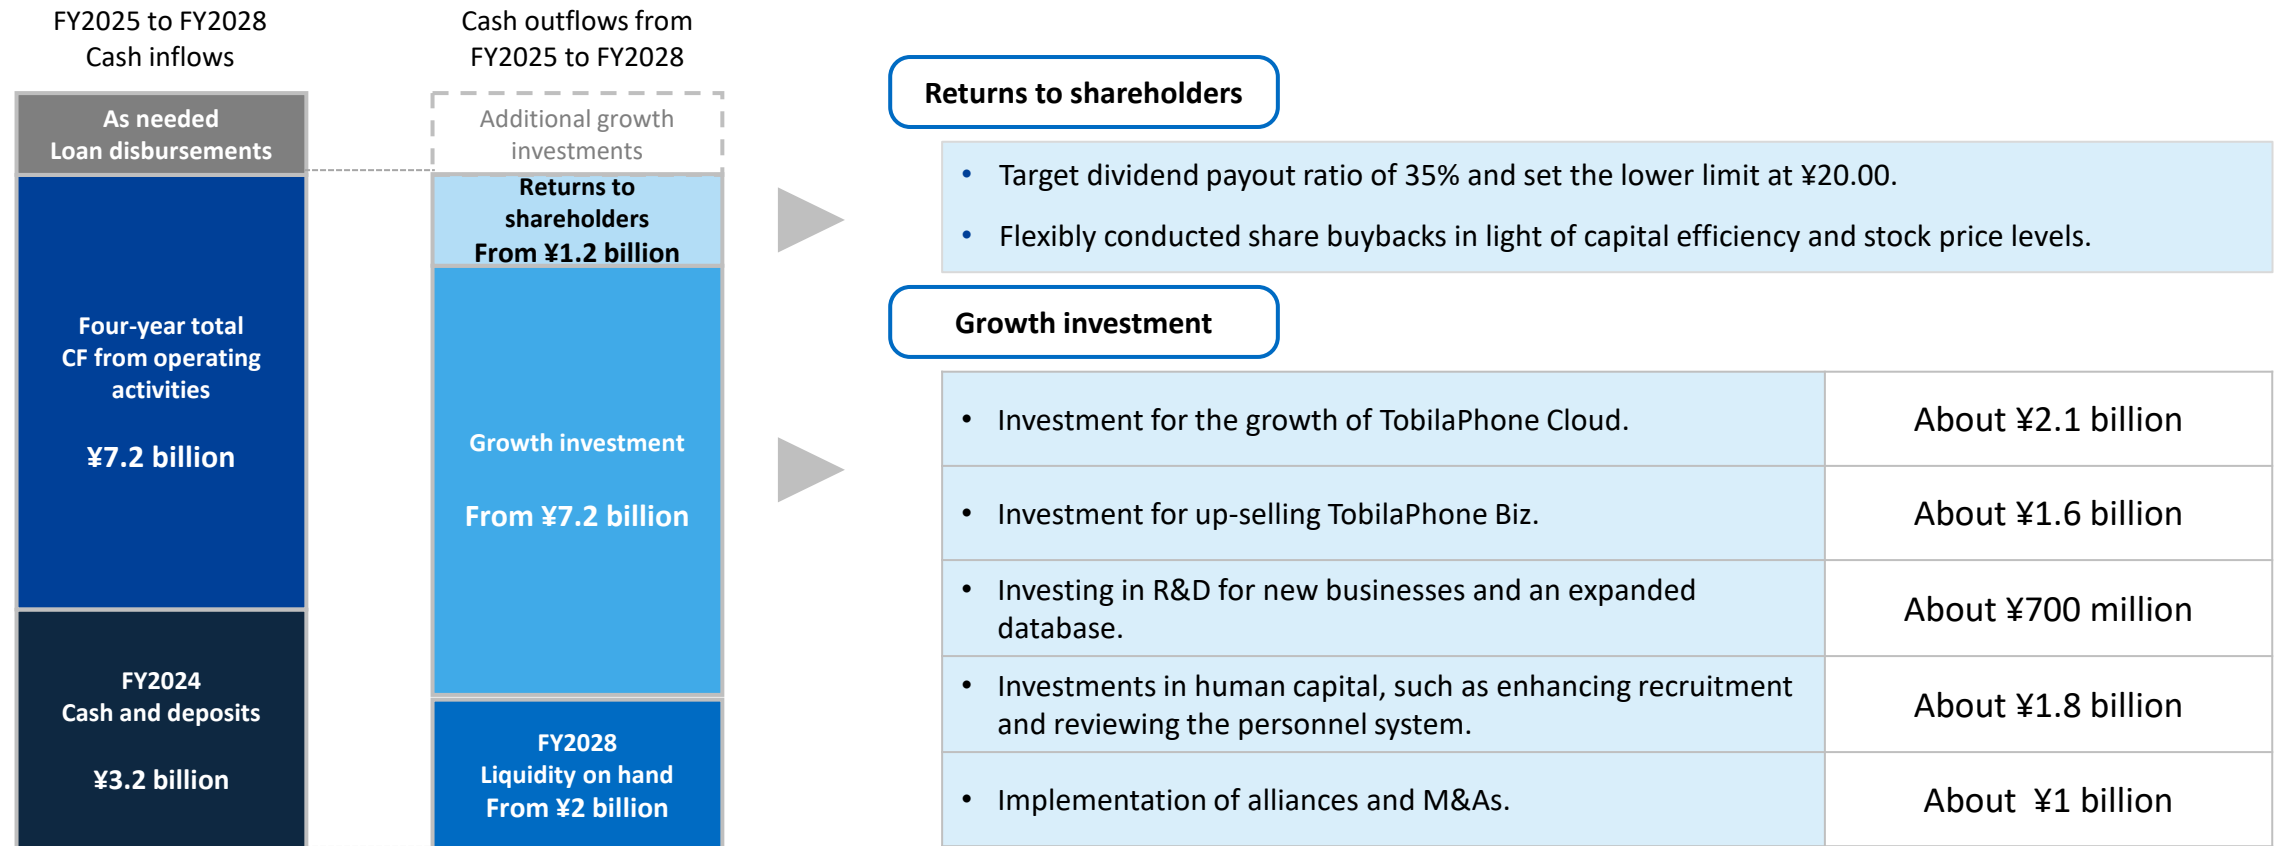 FY2025 to FY2028
Cash inflows
As needed
Loan disbursements
Four-year total
CF from operating
activities
¥7.2 billion
FY2024
Cash and deposits
¥3.2 billion
Cash outflows from
FY2025 to FY2028
Additional growth
investments
Returns to
shareholders
From ¥1.2 billion
Growth investment
From ¥7.2 billion
FY2028
Liquidity on hand
From ¥2 billion
Returns to shareholders
• Target dividend payout ratio of 35% and set the lower limit at ¥20.00.
• Flexibly conducted share buybacks in light of capital efficiency and stock price levels.
Growth investment
• Investment for the growth of TobilaPhone Cloud.
About ¥2.1 billion
• Investment for up-selling TobilaPhone Biz.
About ¥1.6 billion
• Investing in R&D for new businesses and an expanded
database.
About ¥700 million
• Investments in human capital, such as enhancing recruitment
and reviewing the personnel system.
About ¥1.8 billion
• Implementation of alliances and M&As.
About ¥1 billion